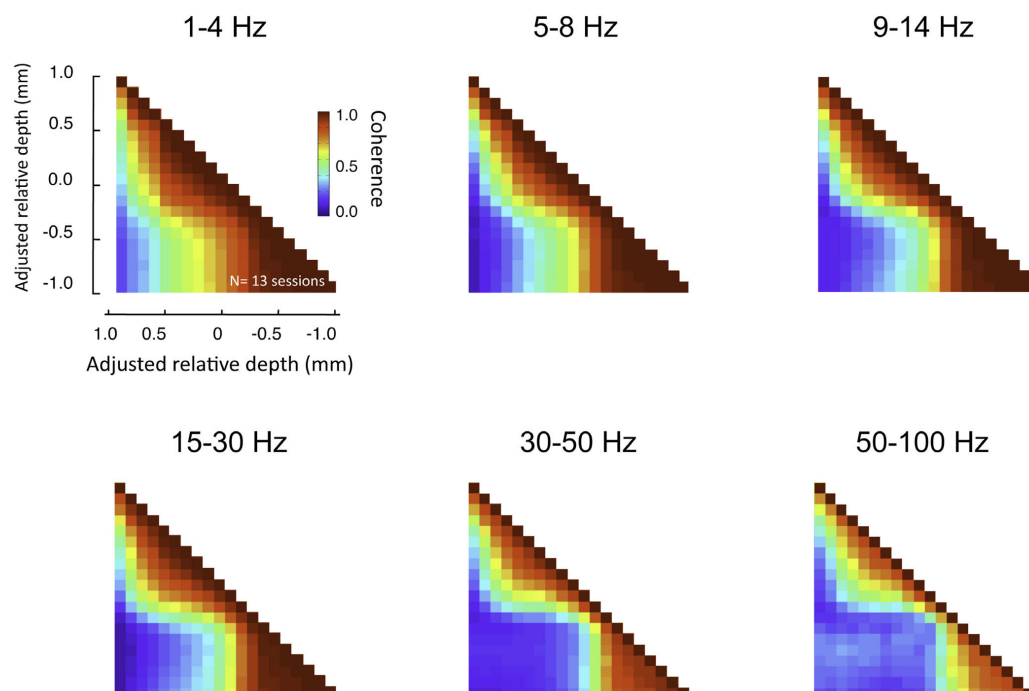 1-4 Hz
5-8 Hz
9-14 Hz
Adjusted relative depth (mm)
1.0
0.5
0.0
-0.5
-1.0
1.0
0.5
0.0
Coherence
N= 13 sessions
1.0
0.5
0
-0.5
-1.0
Adjusted relative depth (mm)
15-30 Hz
30-50 Hz
50-100 Hz